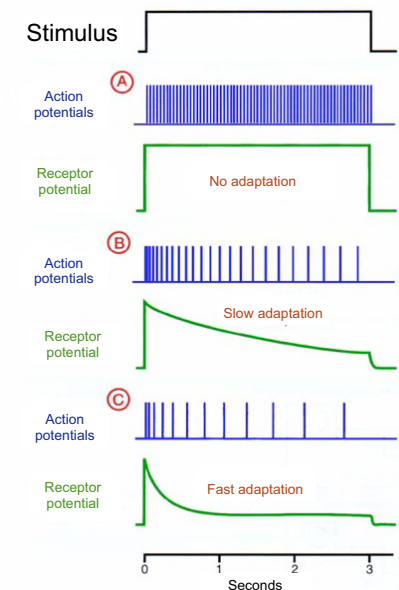 Stimulus
A
Action
potentials
Receptor
potential
No adaptation
B
Action
potentials
Slow adaptation
Receptor
potential
C
Action
potentials
Receptor
potential
Fast adaptation
0 1 2 3
Seconds